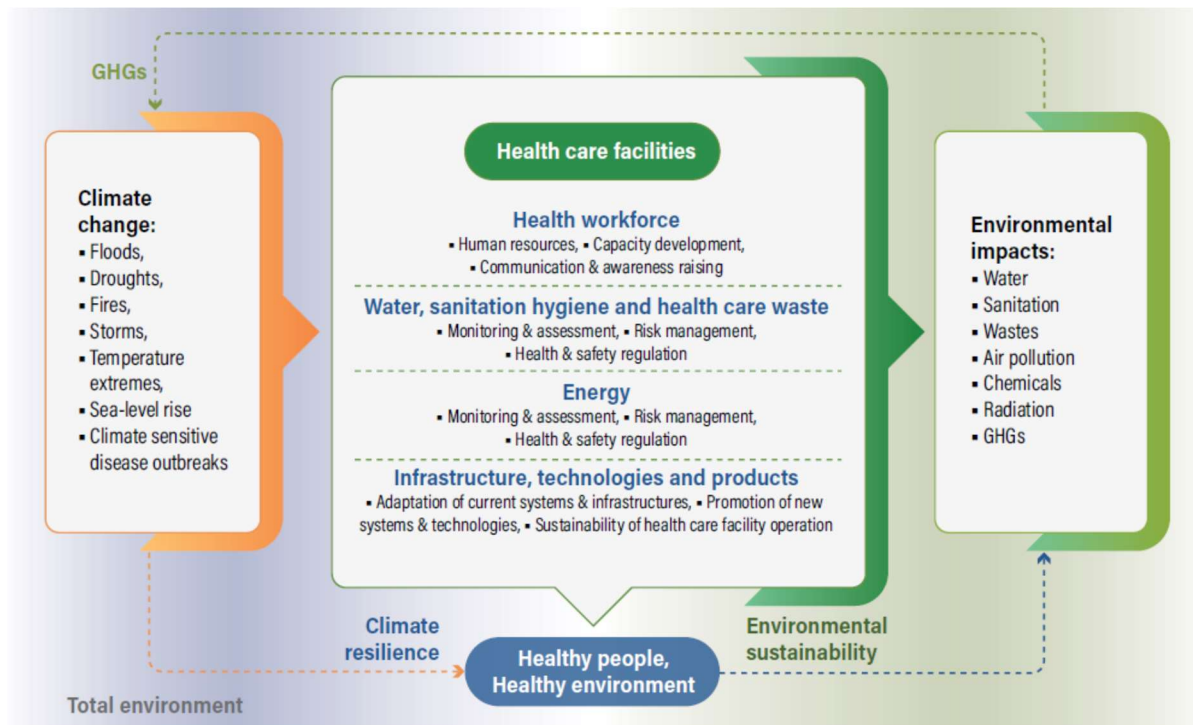 GHGs
Climate
change:
▪ Floods,
▪ Droughts,
▪ Fires,
▪ Storms,
▪ Temperature
extremes,
▪ Sea-level rise
▪ Climate sensitive
disease outbreaks
Health care facilities
Health workforce
▪ Human resources, ▪ Capacity development,
▪ Communication & awareness raising
Water, sanitation hygiene and health care waste
▪ Monitoring & assessment, ▪ Risk management,
▪ Health & safety regulation
Energy
▪ Monitoring & assessment, ▪ Risk management,
▪ Health & safety regulation
Infrastructure, technologies and products
▪ Adaptation of current systems & infrastructures, ▪ Promotion of new
systems & technologies, ▪ Sustainability of health care facility operation
Environmental
impacts:
▪ Water
▪ Sanitation
▪ Wastes
▪ Air pollution
▪ Chemicals
▪ Radiation
▪ GHGs
Climate
resilience
Healthy people,
Healthy environment
Environmental
sustainability
Total environment